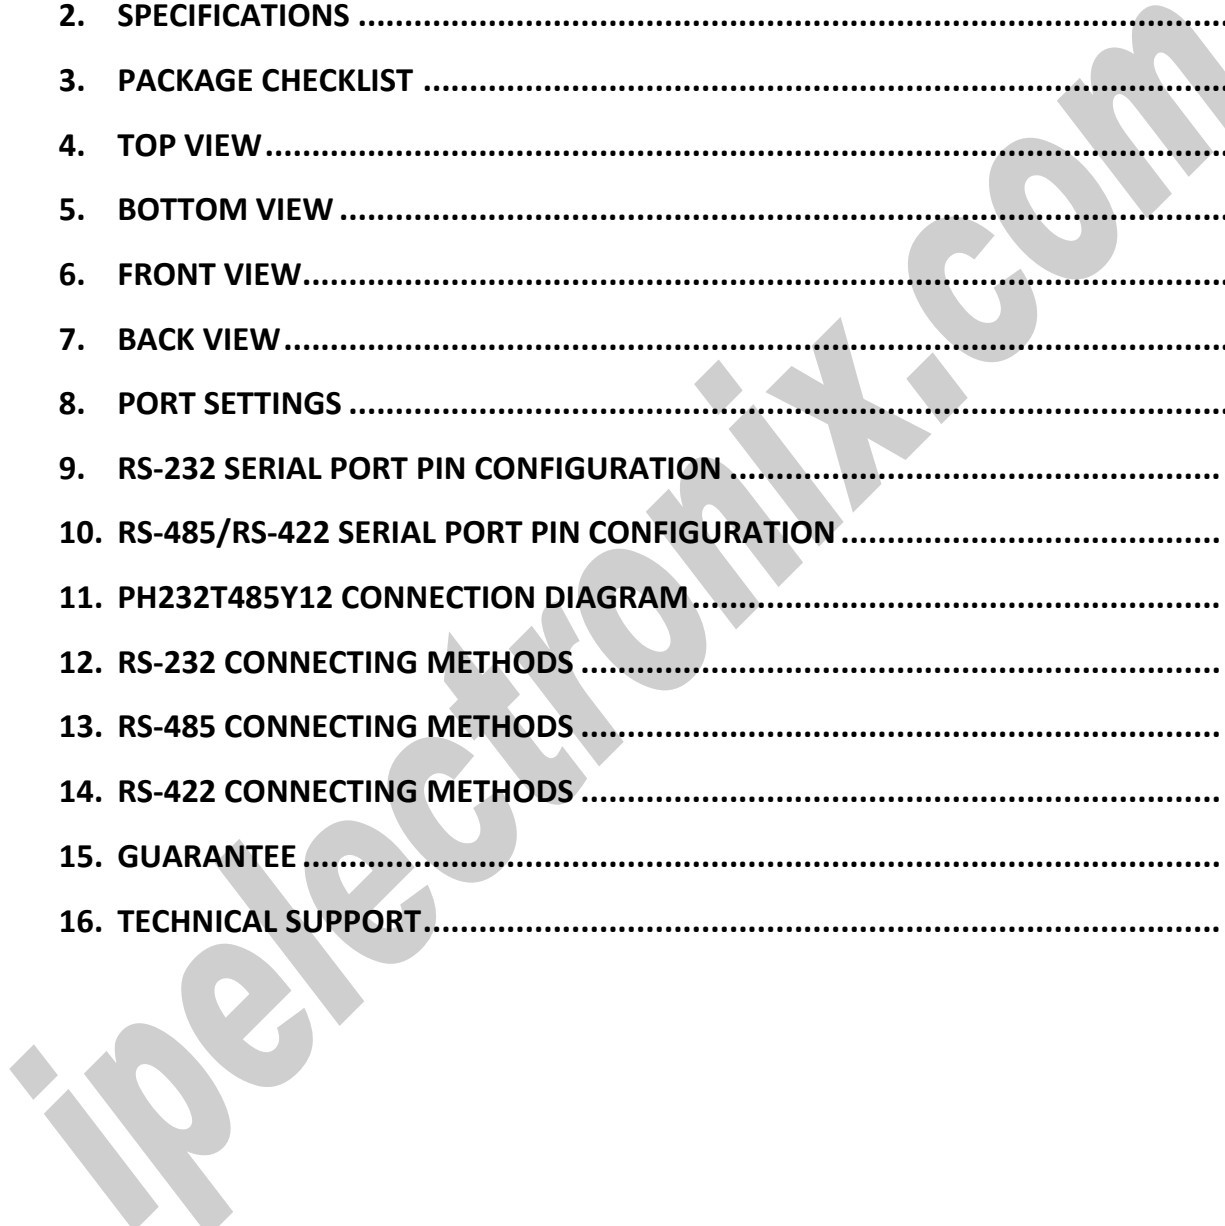 2. SPECIFICATIONS ..........................................................................................
3. PACKAGE CHECKLIST ...................................................................................
4. TOP VIEW ....................................................................................................
5. BOTTOM VIEW ............................................................................................
6. FRONT VIEW ................................................................................................
7. BACK VIEW ..................................................................................................
8. PORT SETTINGS ...........................................................................................
9. RS-232 SERIAL PORT PIN CONFIGURATION ..................................................
10. RS-485/RS-422 SERIAL PORT PIN CONFIGURATION ......................................
11. PH232T485Y12 CONNECTION DIAGRAM ......................................................
12. RS-232 CONNECTING METHODS ..................................................................
13. RS-485 CONNECTING METHODS ..................................................................
14. RS-422 CONNECTING METHODS ..................................................................
15. GUARANTEE ................................................................................................
16. TECHNICAL SUPPORT ...................................................................................
ipelectronix.com